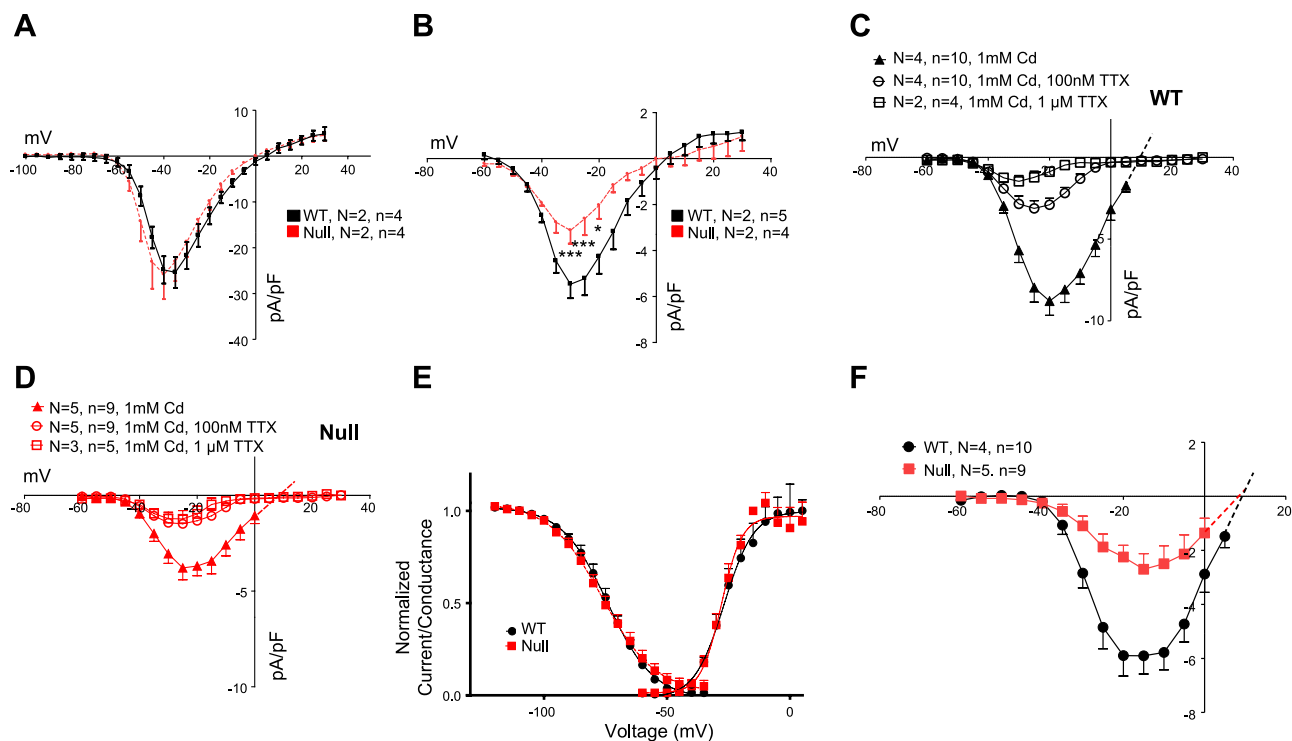 A
mV
10
-100
-80
-60
-40
-20
0
20
40
-10
-20
-30
-40
pA/pF
WT, N=2, n=4
Null, N=2, n=4
B
mV
2
-80
-60
-40
-20
0
20
40
-2
-4
-6
-8
pA/pF
***
***
*
WT, N=2, n=5
Null, N=2, n=4
C
N=4, n=10, 1mM Cd
N=4, n=10, 1mM Cd, 100nM TTX
N=2, n=4, 1mM Cd, 1 µM TTX
WT
mV
-80
-60
-40
-20
0
20
40
-5
-10
pA/pF
D
N=5, n=9, 1mM Cd
N=5, n=9, 1mM Cd, 100nM TTX
N=3, n=5, 1mM Cd, 1 µM TTX
Null
mV
-80
-60
-40
-20
0
20
40
-5
-10
pA/pF
E
Normalized
Current/Conductance
1.0
0.5
0.0
WT
Null
-100
-50
0
Voltage (mV)
F
WT, N=4, n=10
Null, N=5, n=9
2
-80
-60
-40
-20
0
20
-2
-4
-6
-8